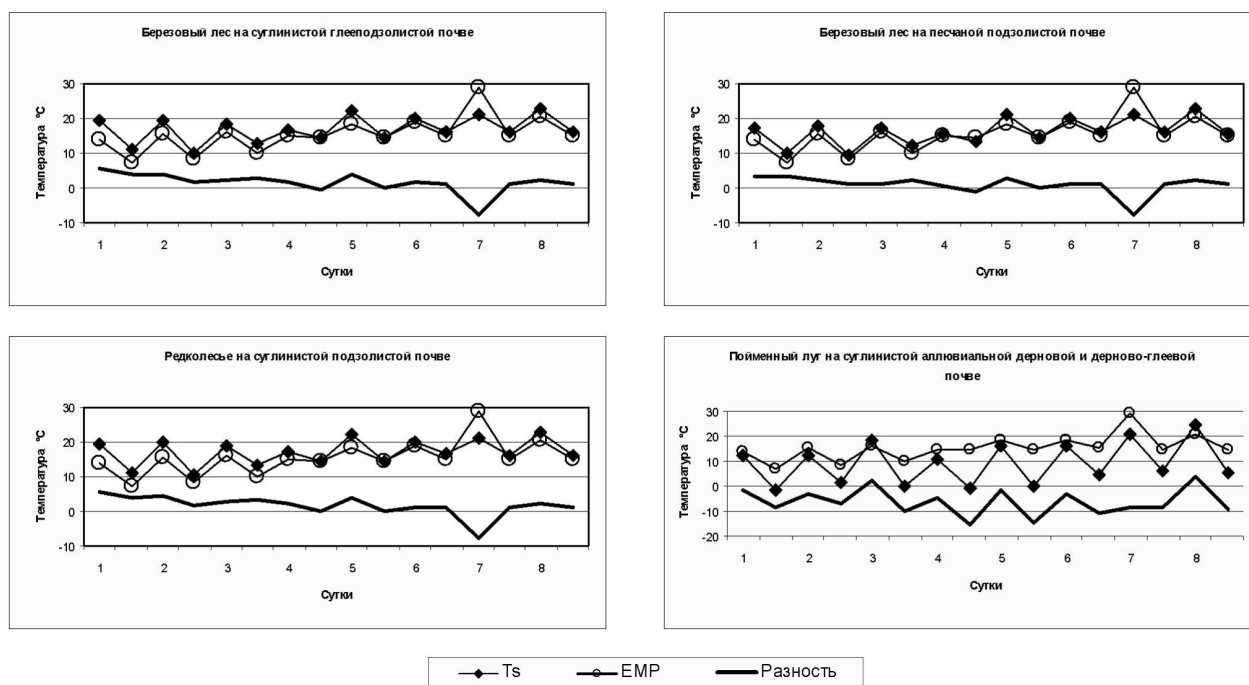 Березовый лес на суглинистой глееподзолистой почве
Температура °C
30
20
10
0
-10
1 2 3 4 5 6 7 8
Сутки
Березовый лес на песчаной подзолистой почве
Температура °C
30
20
10
0
-10
1 2 3 4 5 6 7 8
Сутки
Редколесье на суглинистой подзолистой почве
Температура °C
30
20
10
0
-10
1 2 3 4 5 6 7 8
Сутки
Пойменный луг на суглинистой аллювиальной дерновой и дерново-глеевой
почве
Температура °C
30
20
10
0
-10
-20
1 2 3 4 5 6 7 8
Сутки
Ts EMP Разность